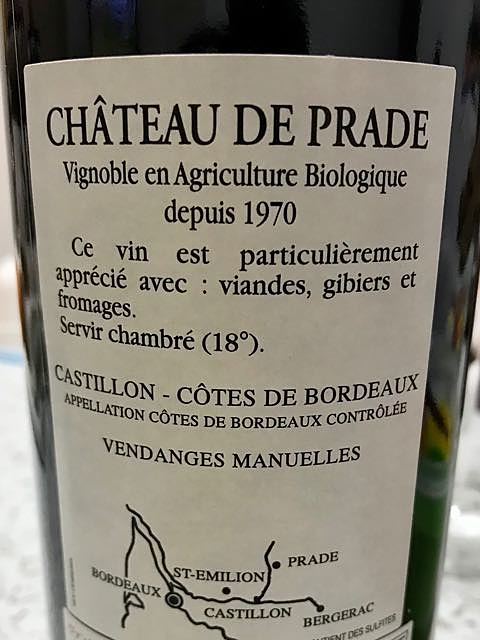 CHÂTEAU DE PRADE
Vignoble en Agriculture Biologique
depuis 1970
Ce vin est particulièrement
apprécié avec : viandes, gibiers et
fromages.
Servir chambré (18°).
CASTILLON - CÔTES DE BORDEAUX
APPELLATION CÔTES DE BORDEAUX CONTRÔLÉE
VENDANGES MANUELLES
PRADE
ST-EMILION
BORDEAUX
CASTILLON
BERGERAC
DES SULFITES